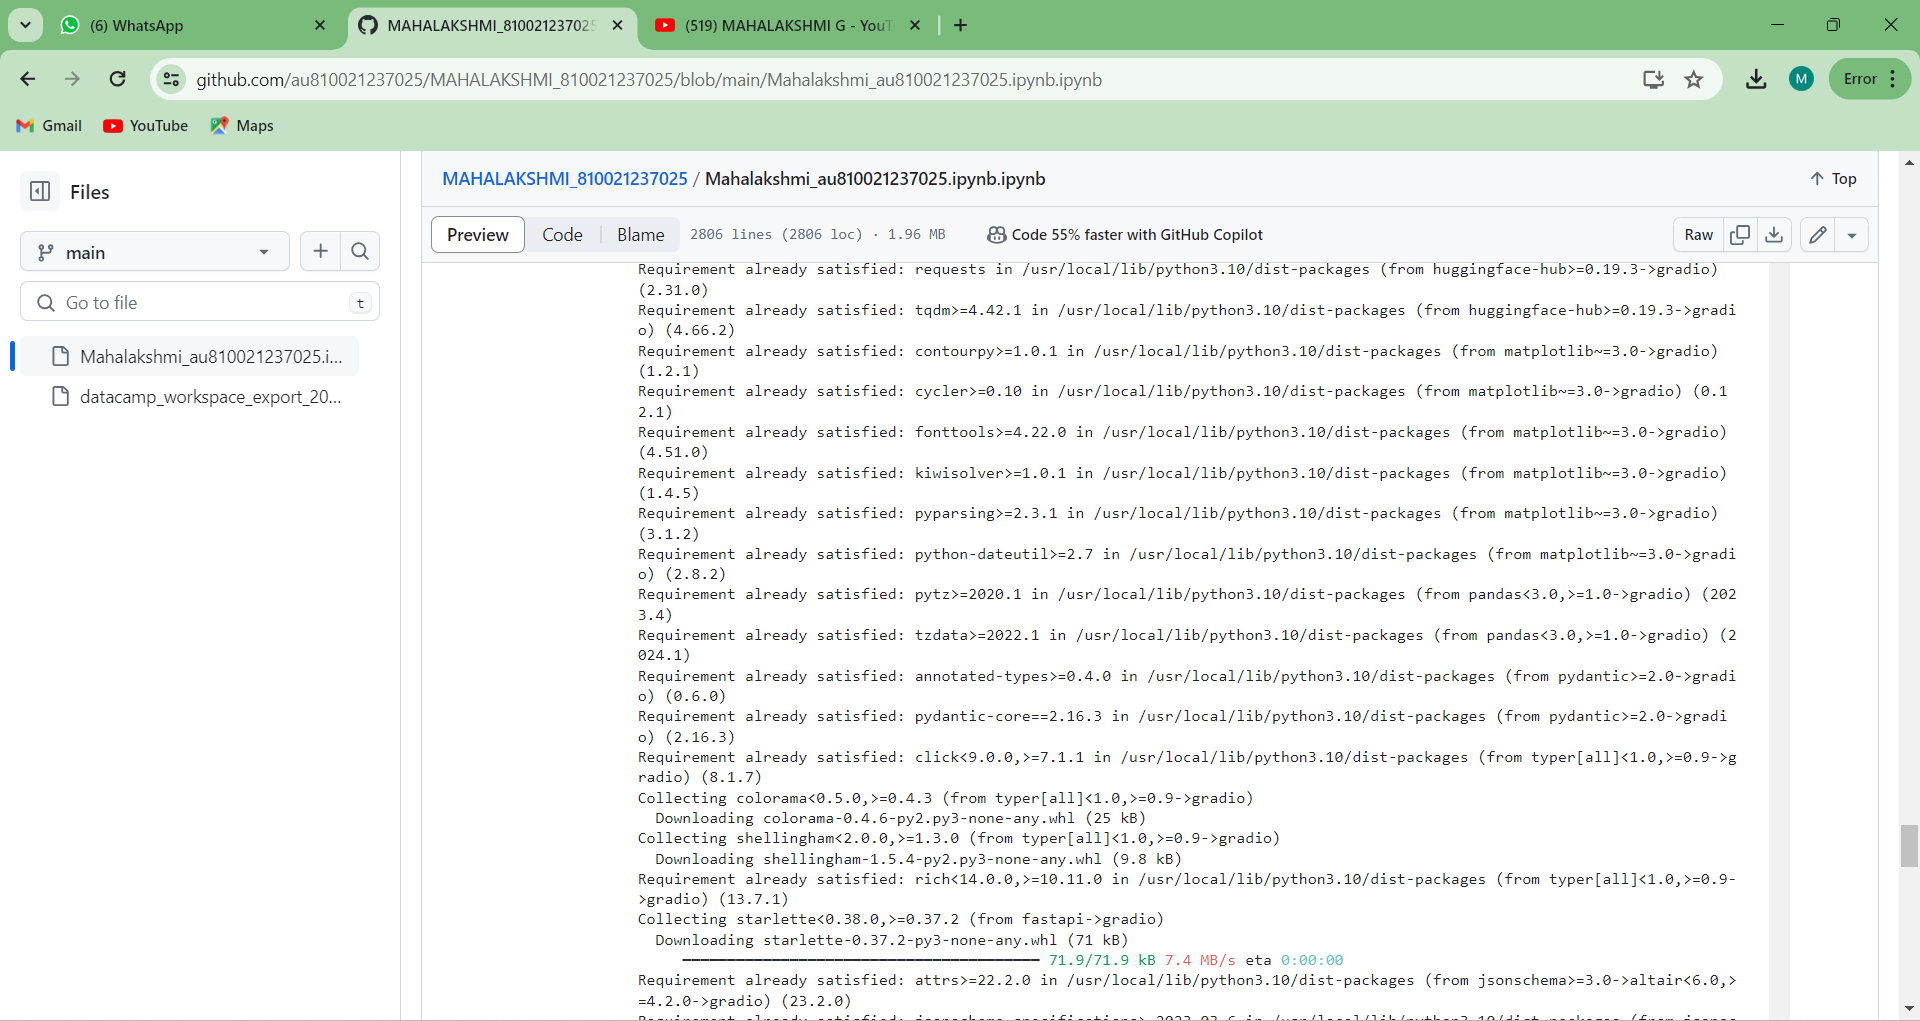 (6) WhatsApp
MAHALAKSHMI_810021237025
(519) MAHALAKSHMI G - YouT
github.com/au810021237025/MAHALAKSHMI_810021237025/blob/main/Mahalakshmi_au810021237025.ipynb.ipynb
M
Error
Gmail
YouTube
Maps
Files
MAHALAKSHMI_810021237025 / Mahalakshmi_au810021237025.ipynb.ipynb
Top
main
Preview
Code
Blame
2806 lines (2806 loc) · 1.96 MB
Code 55% faster with GitHub Copilot
Raw
Go to file
t
Mahalakshmi_au810021237025.i...
datacamp_workspace_export_20...
Requirement already satisfied: requests in /usr/local/lib/python3.10/dist-packages (from huggingface-hub>=0.19.3->gradio)
(2.31.0)
Requirement already satisfied: tqdm>=4.42.1 in /usr/local/lib/python3.10/dist-packages (from huggingface-hub>=0.19.3->gradi
o) (4.66.2)
Requirement already satisfied: contourpy>=1.0.1 in /usr/local/lib/python3.10/dist-packages (from matplotlib~=3.0->gradio)
(1.2.1)
Requirement already satisfied: cycler>=0.10 in /usr/local/lib/python3.10/dist-packages (from matplotlib~=3.0->gradio) (0.1
2.1)
Requirement already satisfied: fonttools>=4.22.0 in /usr/local/lib/python3.10/dist-packages (from matplotlib~=3.0->gradio)
(4.51.0)
Requirement already satisfied: kiwisolver>=1.0.1 in /usr/local/lib/python3.10/dist-packages (from matplotlib~=3.0->gradio)
(1.4.5)
Requirement already satisfied: pyparsing>=2.3.1 in /usr/local/lib/python3.10/dist-packages (from matplotlib~=3.0->gradio)
(3.1.2)
Requirement already satisfied: python-dateutil>=2.7 in /usr/local/lib/python3.10/dist-packages (from matplotlib~=3.0->gradi
o) (2.8.2)
Requirement already satisfied: pytz>=2020.1 in /usr/local/lib/python3.10/dist-packages (from pandas<3.0,>=1.0->gradio) (202
3.4)
Requirement already satisfied: tzdata>=2022.1 in /usr/local/lib/python3.10/dist-packages (from pandas<3.0,>=1.0->gradio) (2
024.1)
Requirement already satisfied: annotated-types>=0.4.0 in /usr/local/lib/python3.10/dist-packages (from pydantic>=2.0->gradi
o) (0.6.0)
Requirement already satisfied: pydantic-core==2.16.3 in /usr/local/lib/python3.10/dist-packages (from pydantic>=2.0->gradi
o) (2.16.3)
Requirement already satisfied: click<9.0.0,>=7.1.1 in /usr/local/lib/python3.10/dist-packages (from typer[all]<1.0,>=0.9->g
radio) (8.1.7)
Collecting colorama<0.5.0,>=0.4.3 (from typer[all]<1.0,>=0.9->gradio)
Downloading colorama-0.4.6-py2.py3-none-any.whl (25 kB)
Collecting shellingham<2.0.0,>=1.3.0 (from typer[all]<1.0,>=0.9->gradio)
Downloading shellingham-1.5.4-py2.py3-none-any.whl (9.8 kB)
Requirement already satisfied: rich<14.0.0,>=10.11.0 in /usr/local/lib/python3.10/dist-packages (from typer[all]<1.0,>=0.9-
>gradio) (13.7.1)
Collecting starlette<0.38.0,>=0.37.2 (from fastapi->gradio)
Downloading starlette-0.37.2-py3-none-any.whl (71 kB)
71.9/71.9 kB 7.4 MB/s eta 0:00:00
Requirement already satisfied: attrs>=22.2.0 in /usr/local/lib/python3.10/dist-packages (from jsonschema>=3.0->altair<6.0,>
=4.2.0->gradio) (23.2.0)